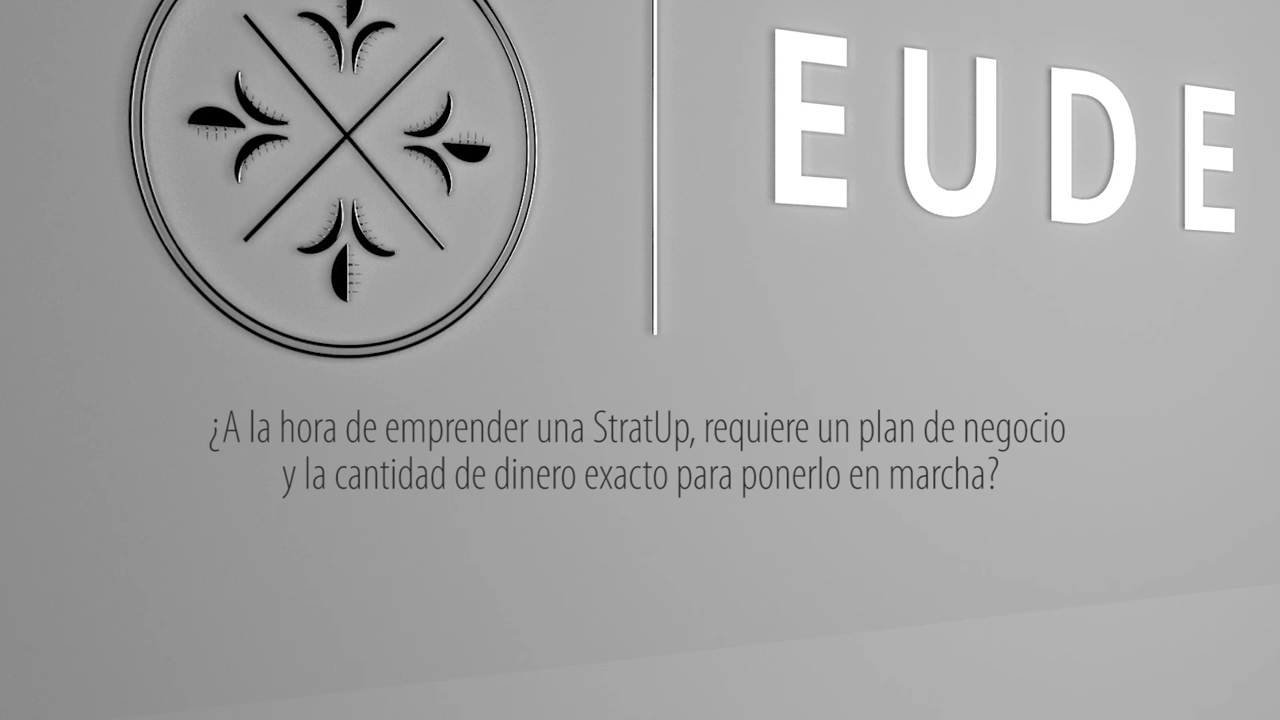 EUDE
¿A la hora de emprender una StratUp, requiere un plan de negocio
y la cantidad de dinero exacto para ponerlo en marcha?